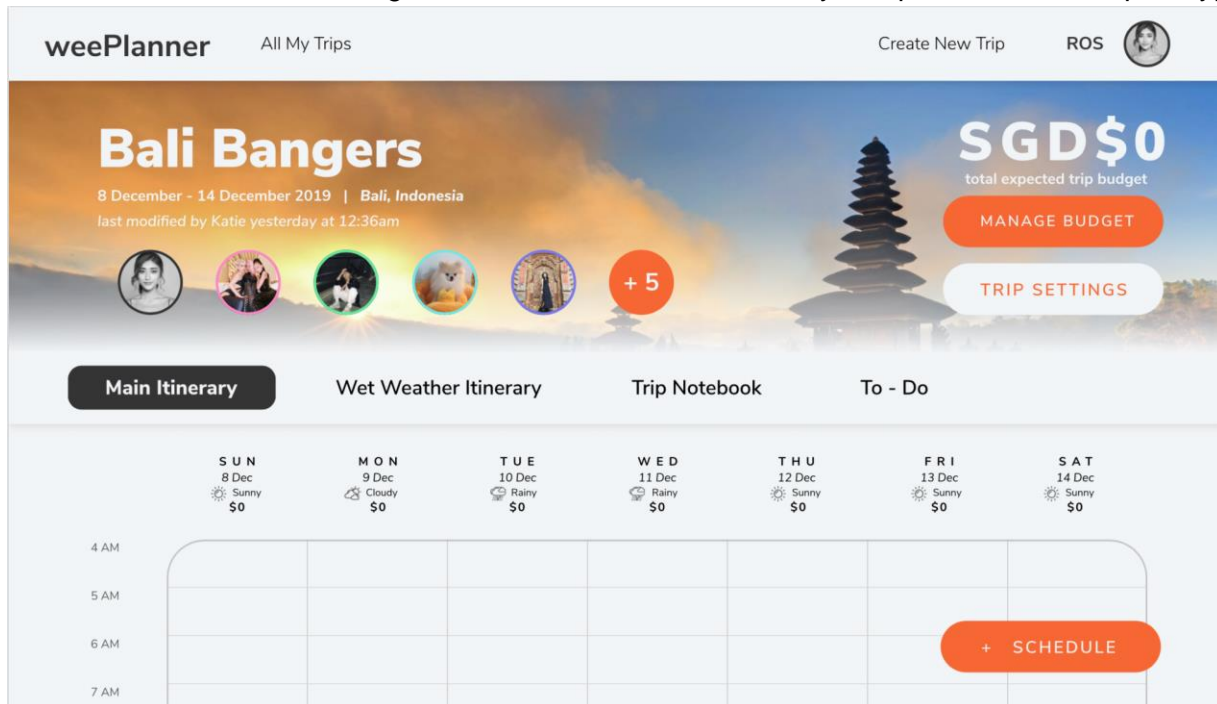 weePlanner All My Trips Create New Trip ROS
Bali Bangers
8 December - 14 December 2019 | Bali, Indonesia
last modified by Katie yesterday at 12:36am
+ 5
SGD$0
total expected trip budget
MANAGE BUDGET
TRIP SETTINGS
Main Itinerary Wet Weather Itinerary Trip Notebook To - Do
SUN MON TUE WED THU FRI SAT
8 Dec 9 Dec 10 Dec 11 Dec 12 Dec 13 Dec 14 Dec
Sunny Cloudy Rainy Rainy Sunny Sunny Sunny
$0 $0 $0 $0 $0 $0 $0
4 AM
5 AM
6 AM
+ SCHEDULE
7 AM